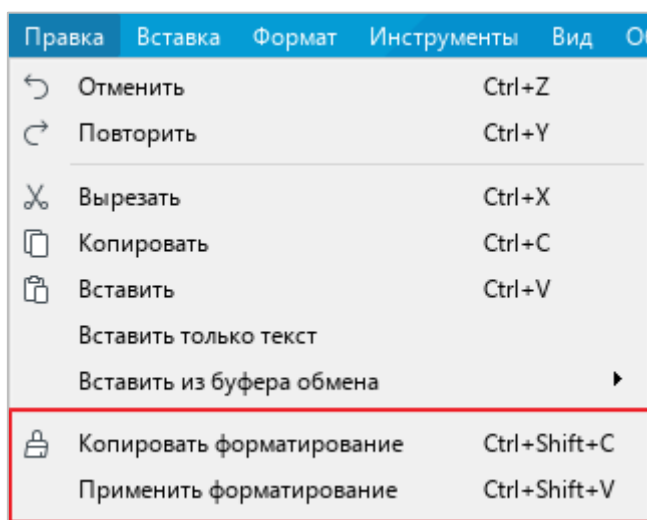 Правка Вставка Формат Инструменты Вид
Отменить Ctrl+Z
Повторить Ctrl+Y
Вырезать Ctrl+X
Копировать Ctrl+C
Вставить Ctrl+V
Вставить только текст
Вставить из буфера обмена
Копировать форматирование Ctrl+Shift+C
Применить форматирование Ctrl+Shift+V